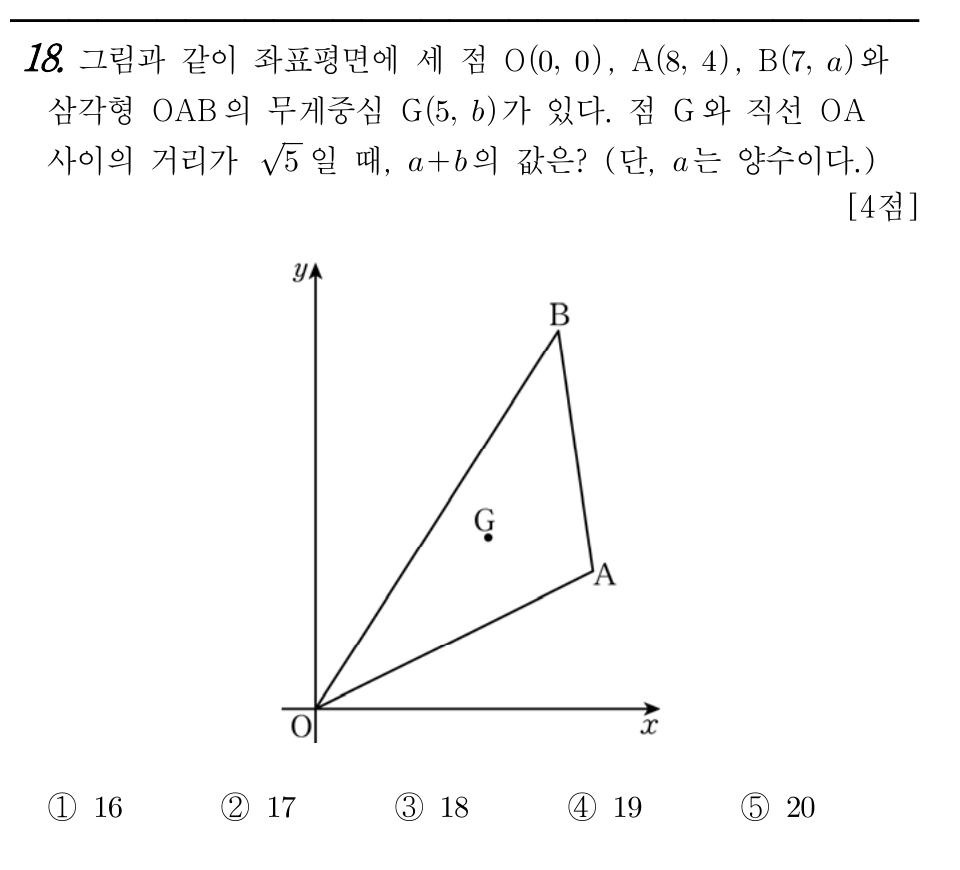 18. 그림과 같이 좌표평면에 세 점 O(0, 0), A(8, 4), B(7, a)와
삼각형 OAB의 무게중심 G(5, b)가 있다. 점 G와 직선 OA
사이의 거리가 √5일 때, a+b의 값은? (단, a는 양수이다.)
[4점]
y
B
G
A
O
x
① 16 ② 17 ③ 18 ④ 19 ⑤ 20